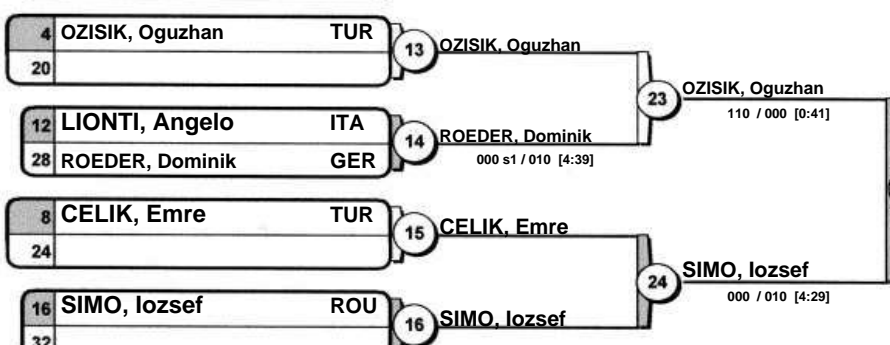 4 OZISIK, Oguzhan TUR
20
13 OZISIK, Oguzhan
12 LIONTI, Angelo ITA
28 ROEDER, Dominik GER
14 ROEDER, Dominik
000 s1 / 010 [4:39]
23 OZISIK, Oguzhan
110 / 000 [0:41]
8 CELIK, Emre TUR
24
15 CELIK, Emre
16 SIMO, Iozsef ROU
32
16 SIMO, Iozsef
24 SIMO, Iozsef
000 / 010 [4:29]